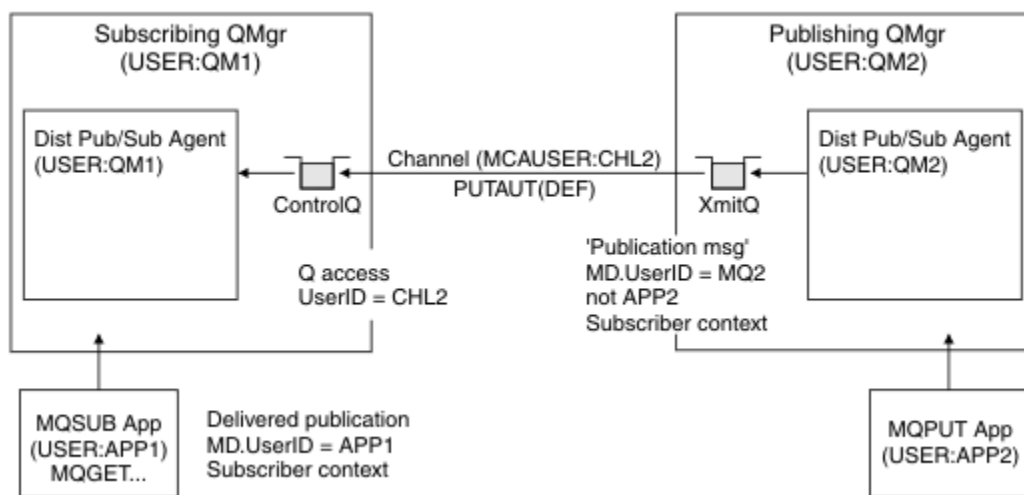 Subscribing QMgr
(USER:QM1)
Publishing QMgr
(USER:QM2)
Dist Pub/Sub Agent
(USER:QM1)
Channel (MCAUSER:CHL2)
PUTAUT(DEF)
Dist Pub/Sub Agent
(USER:QM2)
ControlQ
XmitQ
Q access
UserID = CHL2
'Publication msg'
MD.UserID = MQ2
not APP2
Subscriber context
MQSUB App
(USER:APP1)
MQGET...
Delivered publication
MD.UserID = APP1
Subscriber context
MQPUT App
(USER:APP2)